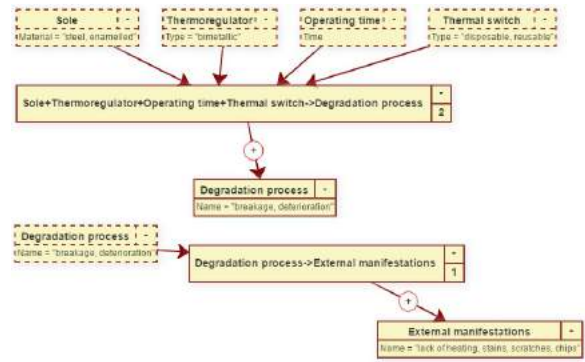 Sole - Thermoregulator - Operating time - Thermal switch -
Material = "steel, enamelled" Type = "bimetallic" Time Type = "disposable, reusable"
Sole+Thermoregulator+Operating time+Thermal switch->Degradation process - 2
+
Degradation process -
Name = "breakage, deterioration"
Degradation process -
Name = "breakage, deterioration"
Degradation process->External manifestations - 1
+
External manifestations -
Name = "lack of heating, stains, scratches, chips"